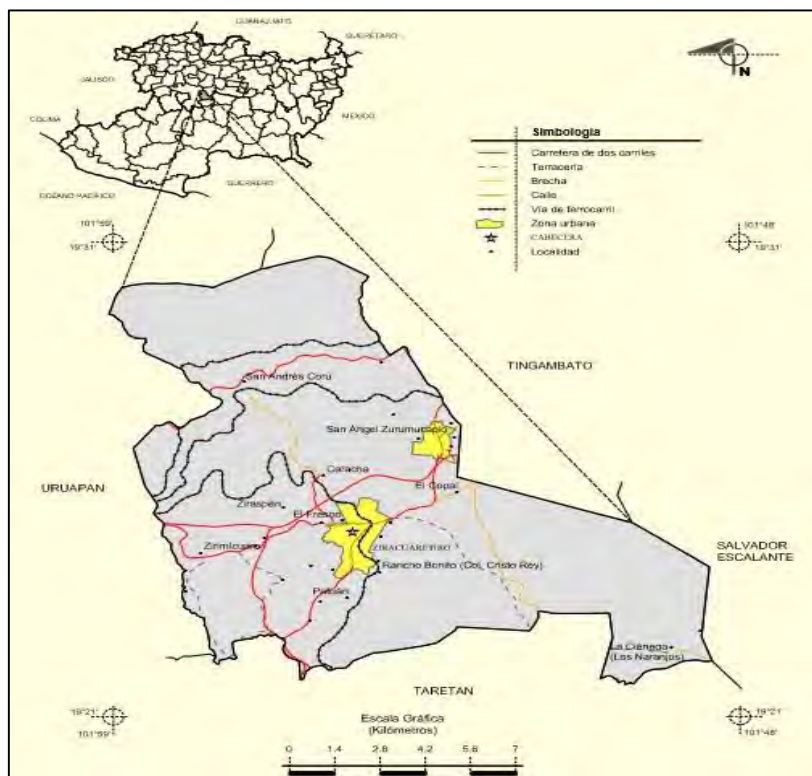 GUANAJUATO
QUERÉTARO
JALISCO
COLIMA
MÉXICO
GUERRERO
OCÉANO PACÍFICO
N
Simbología
Carretera de dos carriles
Terracería
Brecha
Calle
Vía de ferrocarril
Zona urbana
CABECERA
Localidad
101°59'
19°31'
101°48'
19°31'
TINGAMBATO
San Andrés Coru
San Ángel Zurumucapio
Caracha
El Copal
URUAPAN
Ziraspén
El Fresno
Zirimícuaro
ZIRACUARETIRO
SALVADOR
ESCALANTE
Rancho Bonito (Col. Cristo Rey)
Patuán
La Ciénega
(Los Naranjos)
TARETAN
19°21'
101°59'
19°21'
101°48'
Escala Gráfica
(Kilómetros)
0 1.4 2.8 4.2 5.6 7